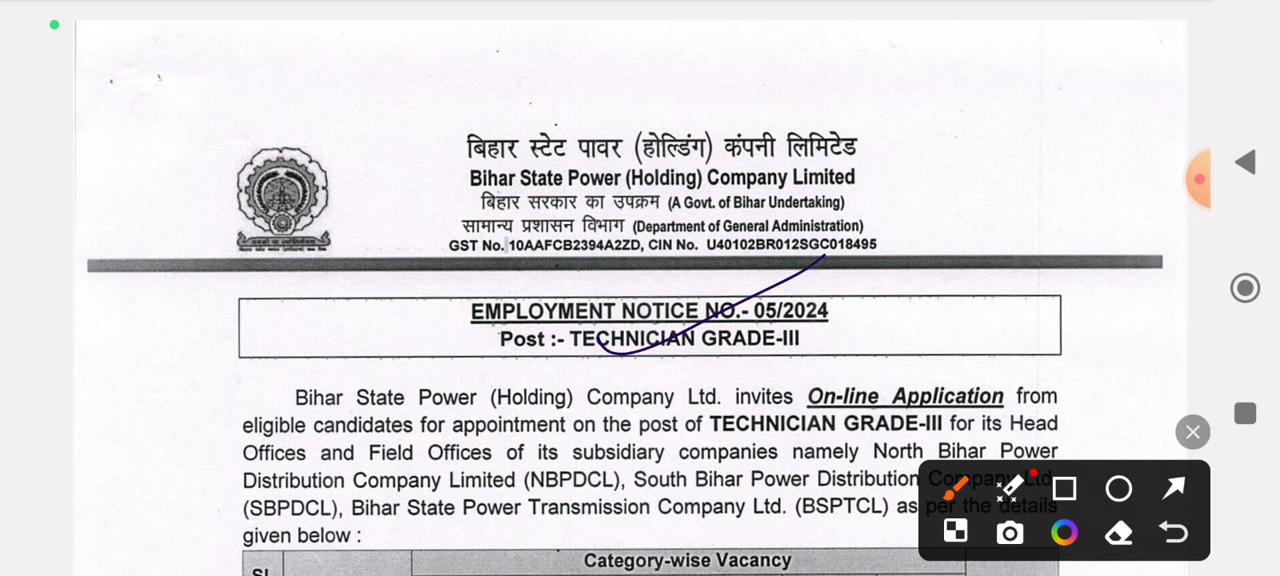 बिहार स्टेट पावर (होल्डिंग) कंपनी लिमिटेड
Bihar State Power (Holding) Company Limited
बिहार सरकार का उपक्रम (A Govt. of Bihar Undertaking)
सामान्य प्रशासन विभाग (Department of General Administration)
GST No. 10AAFCB2394A2ZD, CIN No. U40102BR012SGC018495
EMPLOYMENT NOTICE NO.- 05/2024
Post :- TECHNICIAN GRADE-III
Bihar State Power (Holding) Company Ltd. invites On-line Application from
eligible candidates for appointment on the post of TECHNICIAN GRADE-III for its Head
Offices and Field Offices of its subsidiary companies namely North Bihar Power
Distribution Company Limited (NBPDCL), South Bihar Power Distribution Company Ltd.
(SBPDCL), Bihar State Power Transmission Company Ltd. (BSPTCL) as per the details
given below :
Category-wise Vacancy